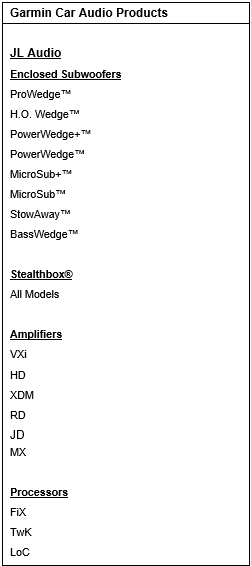 Garmin Car Audio Products
JL Audio
Enclosed Subwoofers
ProWedge™
H.O. Wedge™
PowerWedge+™
PowerWedge™
MicroSub+™
MicroSub™
StowAway™
BassWedge™
Stealthbox®
All Models
Amplifiers
VXi
HD
XDM
RD
JD
MX
Processors
FiX
TwK
LoC